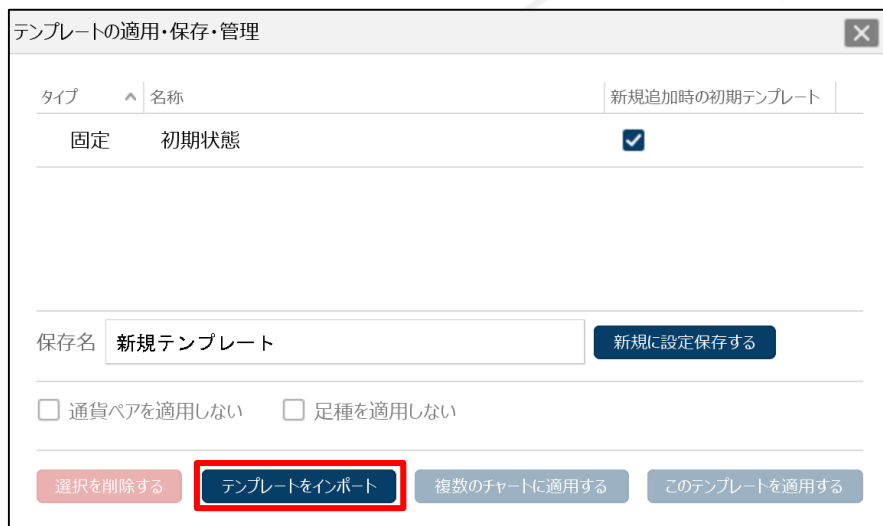 テンプレートの適用・保存・管理
タイプ 名称 新規追加時の初期テンプレート
固定 初期状態
保存名 新規テンプレート 新規に設定保存する
通貨ペアを適用しない 足種を適用しない
選択を削除する テンプレートをインポート 複数のチャートに適用する このテンプレートを適用する